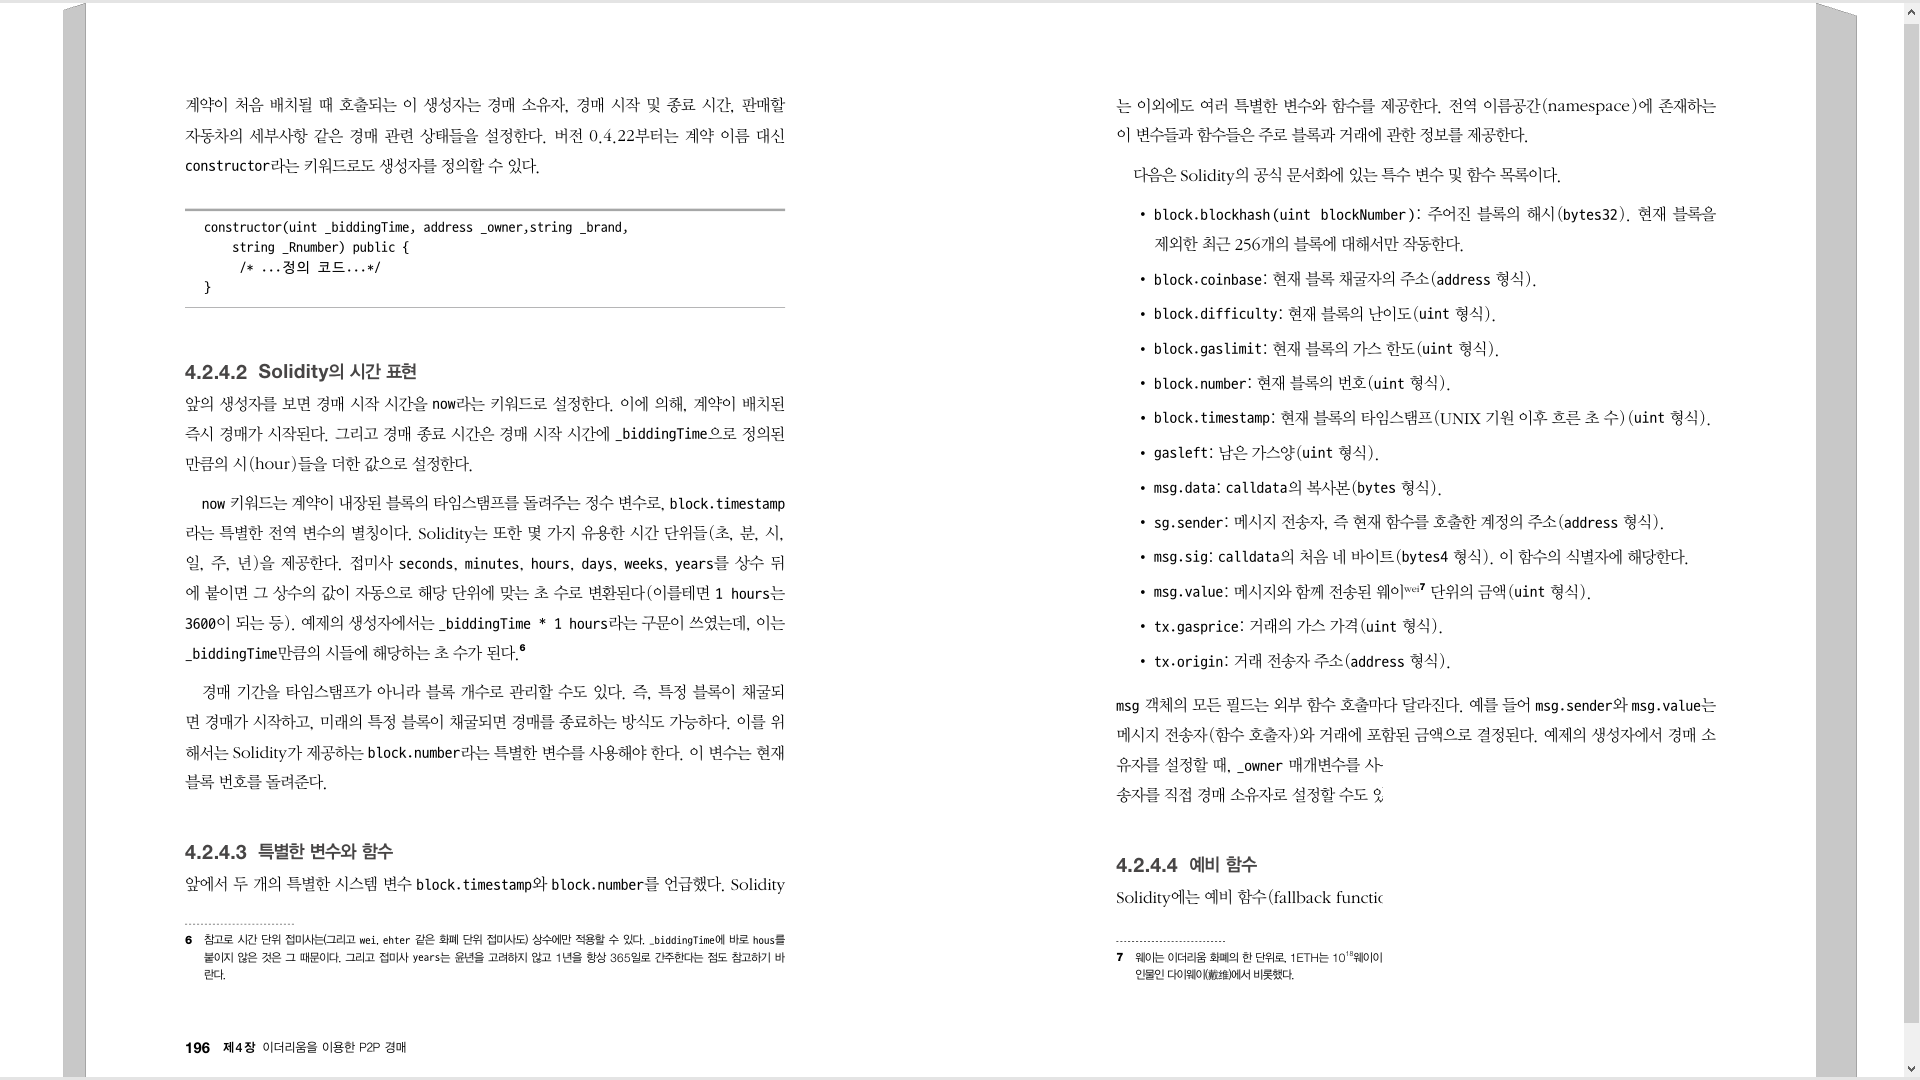 계약이 처음 배치될 때 호출되는 이 생성자는 경매 소유자, 경매 시작 및 종료 시간, 판매할
자동차의 세부사항 같은 경매 관련 상태들을 설정한다. 버전 0.4.22부터는 계약 이름 대신
constructor라는 키워드로도 생성자를 정의할 수 있다.
constructor(uint _biddingTime, address _owner,string _brand,
string _Rnumber) public {
/* ...정의 코드...*/
}
4.2.4.2 Solidity의 시간 표현
앞의 생성자를 보면 경매 시작 시간을 now라는 키워드로 설정한다. 이에 의해, 계약이 배치된
즉시 경매가 시작된다. 그리고 경매 종료 시간은 경매 시작 시간에 _biddingTime으로 정의된
만큼의 시(hour)들을 더한 값으로 설정한다.
now 키워드는 계약이 내장된 블록의 타임스탬프를 돌려주는 정수 변수로, block.timestamp
라는 특별한 전역 변수의 별칭이다. Solidity는 또한 몇 가지 유용한 시간 단위들(초, 분, 시,
일, 주, 년)을 제공한다. 접미사 seconds, minutes, hours, days, weeks, years를 상수 뒤
에 붙이면 그 상수의 값이 자동으로 해당 단위에 맞는 초 수로 변환된다(이를테면 1 hours는
3600이 되는 등). 예제의 생성자에서는 _biddingTime * 1 hours라는 구문이 쓰였는데, 이는
_biddingTime만큼의 시들에 해당하는 초 수가 된다.6
경매 기간을 타임스탬프가 아니라 블록 개수로 관리할 수도 있다. 즉, 특정 블록이 채굴되
면 경매가 시작하고, 미래의 특정 블록이 채굴되면 경매를 종료하는 방식도 가능하다. 이를 위
해서는 Solidity가 제공하는 block.number라는 특별한 변수를 사용해야 한다. 이 변수는 현재
블록 번호를 돌려준다.
4.2.4.3 특별한 변수와 함수
앞에서 두 개의 특별한 시스템 변수 block.timestamp와 block.number를 언급했다. Solidity
6 참고로 시간 단위 접미사는(그리고 wei, ehter 같은 화폐 단위 접미사도) 상수에만 적용할 수 있다. _biddingTime에 바로 hous를
붙이지 않은 것은 그 때문이다. 그리고 접미사 years는 윤년을 고려하지 않고 1년을 항상 365일로 간주한다는 점도 참고하기 바
란다.
196 제4장 이더리움을 이용한 P2P 경매
는 이외에도 여러 특별한 변수와 함수를 제공한다. 전역 이름공간(namespace)에 존재하는
이 변수들과 함수들은 주로 블록과 거래에 관한 정보를 제공한다.
다음은 Solidity의 공식 문서화에 있는 특수 변수 및 함수 목록이다.
• block.blockhash(uint blockNumber): 주어진 블록의 해시(bytes32). 현재 블록을
제외한 최근 256개의 블록에 대해서만 작동한다.
• block.coinbase: 현재 블록 채굴자의 주소(address 형식).
• block.difficulty: 현재 블록의 난이도(uint 형식).
• block.gaslimit: 현재 블록의 가스 한도(uint 형식).
• block.number: 현재 블록의 번호(uint 형식).
• block.timestamp: 현재 블록의 타임스탬프(UNIX 기원 이후 흐른 초 수)(uint 형식).
• gasleft: 남은 가스양(uint 형식).
• msg.data: calldata의 복사본(bytes 형식).
• sg.sender: 메시지 전송자, 즉 현재 함수를 호출한 계정의 주소(address 형식).
• msg.sig: calldata의 처음 네 바이트(bytes4 형식). 이 함수의 식별자에 해당한다.
• msg.value: 메시지와 함께 전송된 웨이wei7 단위의 금액(uint 형식).
• tx.gasprice: 거래의 가스 가격(uint 형식).
• tx.origin: 거래 전송자 주소(address 형식).
msg 객체의 모든 필드는 외부 함수 호출마다 달라진다. 예를 들어 msg.sender와 msg.value는
메시지 전송자(함수 호출자)와 거래에 포함된 금액으로 결정된다. 예제의 생성자에서 경매 소
유자를 설정할 때, _owner 매개변수를 사
송자를 직접 경매 소유자로 설정할 수도
4.2.4.4 예비 함수
Solidity에는 예비 함수(fallback functi
7 웨이는 이더리움 화폐의 한 단위로, 1ETH는 1018웨이이
인물인 다이웨이(戴维)에서 비롯했다.